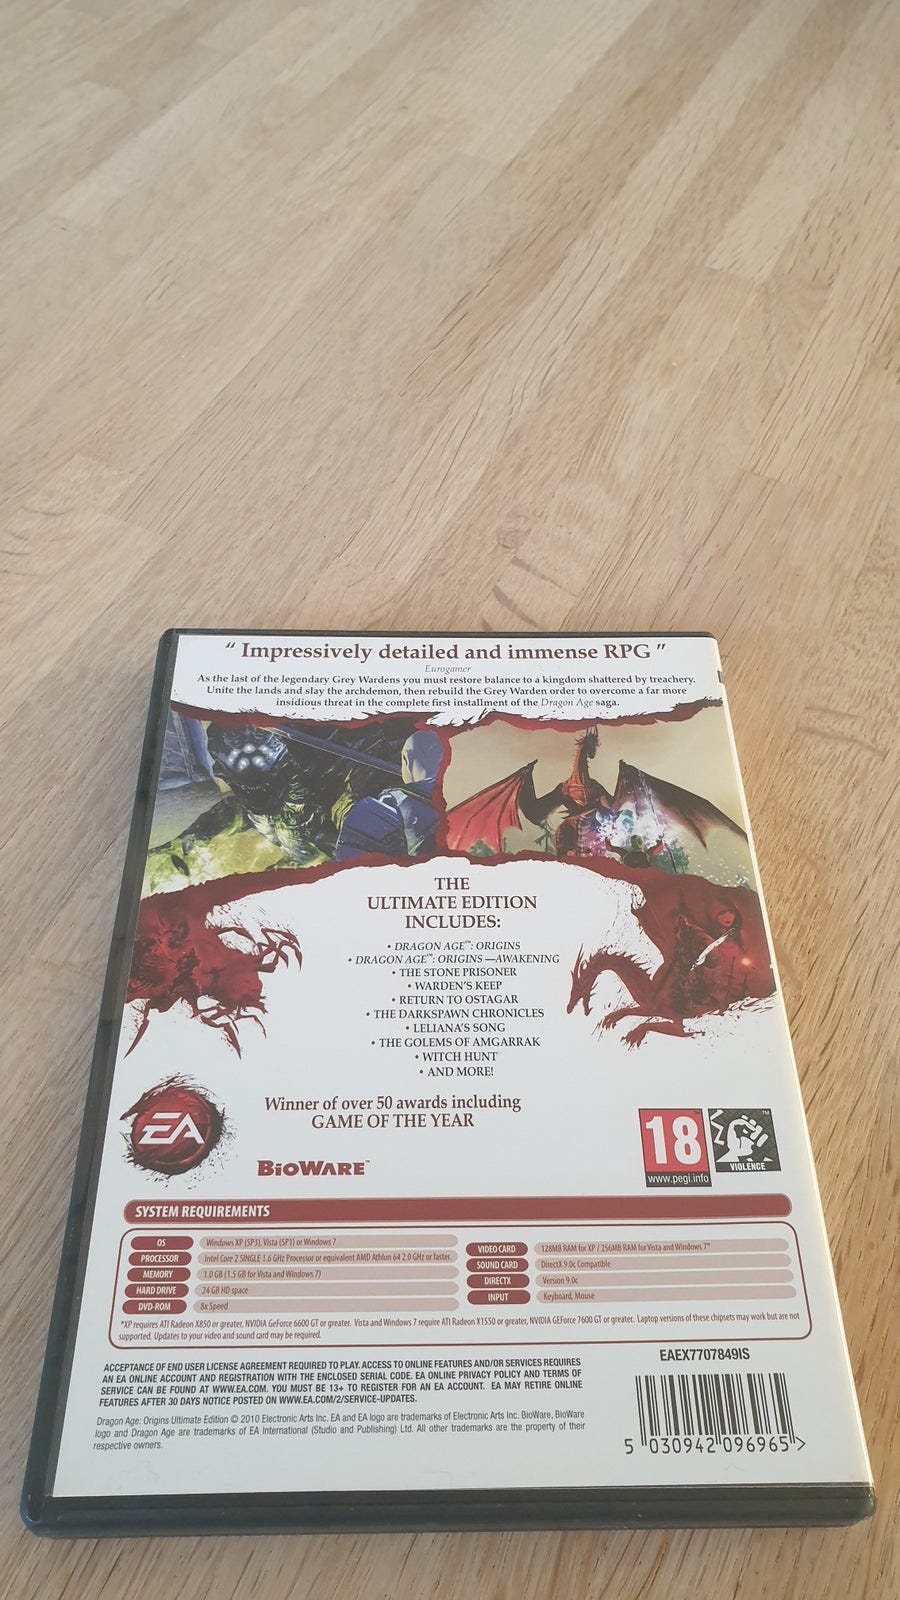 “ Impressively detailed and immense RPG ”
Eurogamer
As the last of the legendary Grey Wardens you must restore balance to a kingdom shattered by treachery.
Unite the lands and slay the archdemon, then rebuild the Grey Warden order to overcome a far more
insidious threat in the complete first installment of the Dragon Age saga.
THE
ULTIMATE EDITION
INCLUDES:
• DRAGON AGE™: ORIGINS
• DRAGON AGE™: ORIGINS —AWAKENING
• THE STONE PRISONER
• WARDEN'S KEEP
• RETURN TO OSTAGAR
• THE DARKSPAWN CHRONICLES
• LELIANA'S SONG
• THE GOLEMS OF AMGARRAK
• WITCH HUNT
• AND MORE!
Winner of over 50 awards including
GAME OF THE YEAR
EA
BIOWARE™
18
www.pegi.info
VIOLENCE
SYSTEM REQUIREMENTS
OS Windows XP (SP3), Vista (SP1) or Windows 7
PROCESSOR Intel Core 2 SINGLE 1.6 GHz Processor or equivalent AMD Athlon 64 2.0 GHz or faster.
MEMORY 1.0 GB (1.5 GB for Vista and Windows 7)
HARD DRIVE 24 GB HD space
DVD-ROM 8x Speed
VIDEO CARD 128MB RAM for XP / 256MB RAM for Vista and Windows 7*
SOUND CARD DirectX 9.0c Compatible
DIRECTX Version 9.0c
INPUT Keyboard, Mouse
*XP requires ATI Radeon X850 or greater, NVIDIA GeForce 6600 GT or greater. Vista and Windows 7 require ATI Radeon X1550 or greater, NVIDIA GEForce 7600 GT or greater. Laptop versions of these chipsets may work but are not
supported. Updates to your video and sound card may be required.
ACCEPTANCE OF END USER LICENSE AGREEMENT REQUIRED TO PLAY. ACCESS TO ONLINE FEATURES AND/OR SERVICES REQUIRES
AN EA ONLINE ACCOUNT AND REGISTRATION WITH THE ENCLOSED SERIAL CODE. EA ONLINE PRIVACY POLICY AND TERMS OF
SERVICE CAN BE FOUND AT WWW.EA.COM. YOU MUST BE 13+ TO REGISTER FOR AN EA ACCOUNT. EA MAY RETIRE ONLINE
FEATURES AFTER 30 DAYS NOTICE POSTED ON WWW.EA.COM/2/SERVICE-UPDATES.
Dragon Age: Origins Ultimate Edition © 2010 Electronic Arts Inc. EA and EA logo are trademarks of Electronic Arts Inc. BioWare, BioWare
logo and Dragon Age are trademarks of EA International (Studio and Publishing) Ltd. All other trademarks are the property of their
respective owners.
EAEX7707849IS
5 030942 096965 >